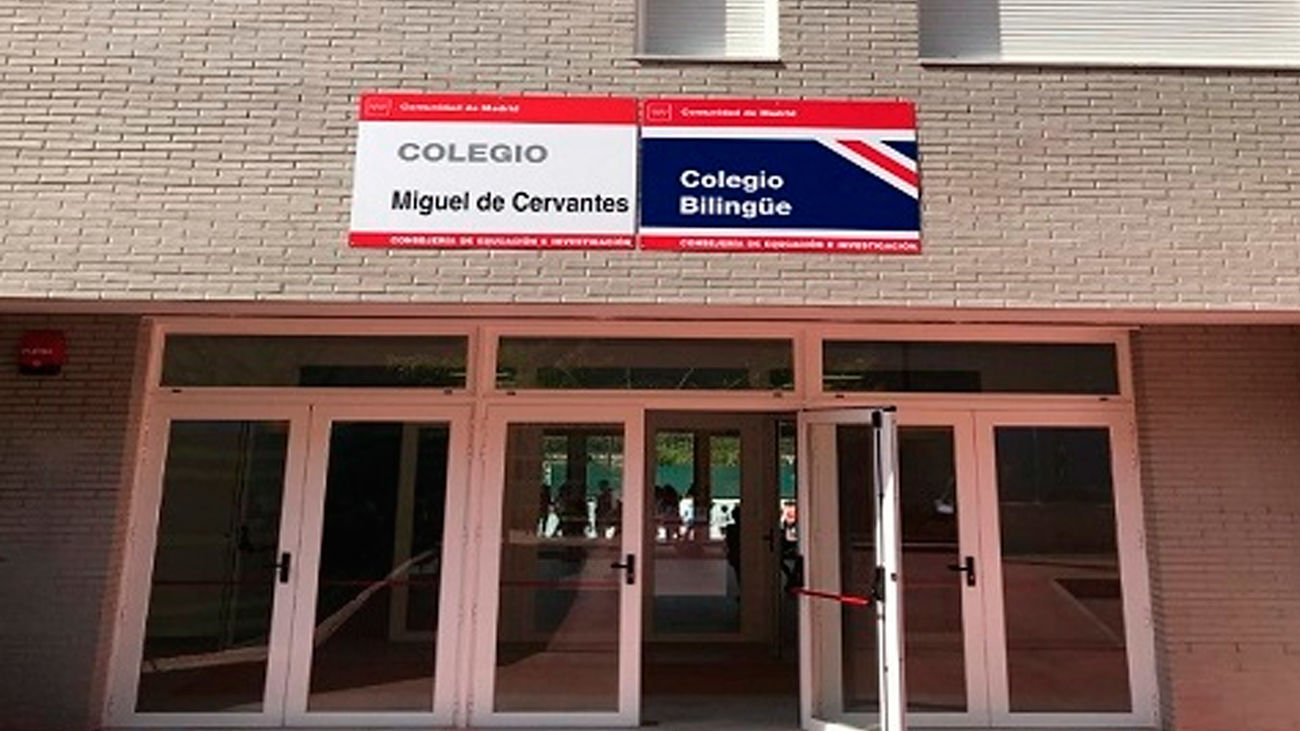 Comunidad de Madrid
COLEGIO
Miguel de Cervantes
CONSEJERÍA DE EDUCACIÓN E INVESTIGACIÓN
Comunidad de Madrid
Colegio
Bilingüe
CONSEJERÍA DE EDUCACIÓN E INVESTIGACIÓN